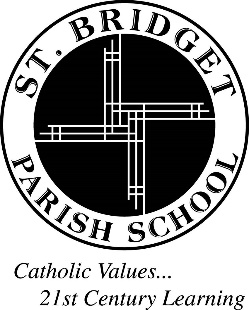 ST. BRIDGET
PARISH SCHOOL
Catholic Values...
21st Century Learning